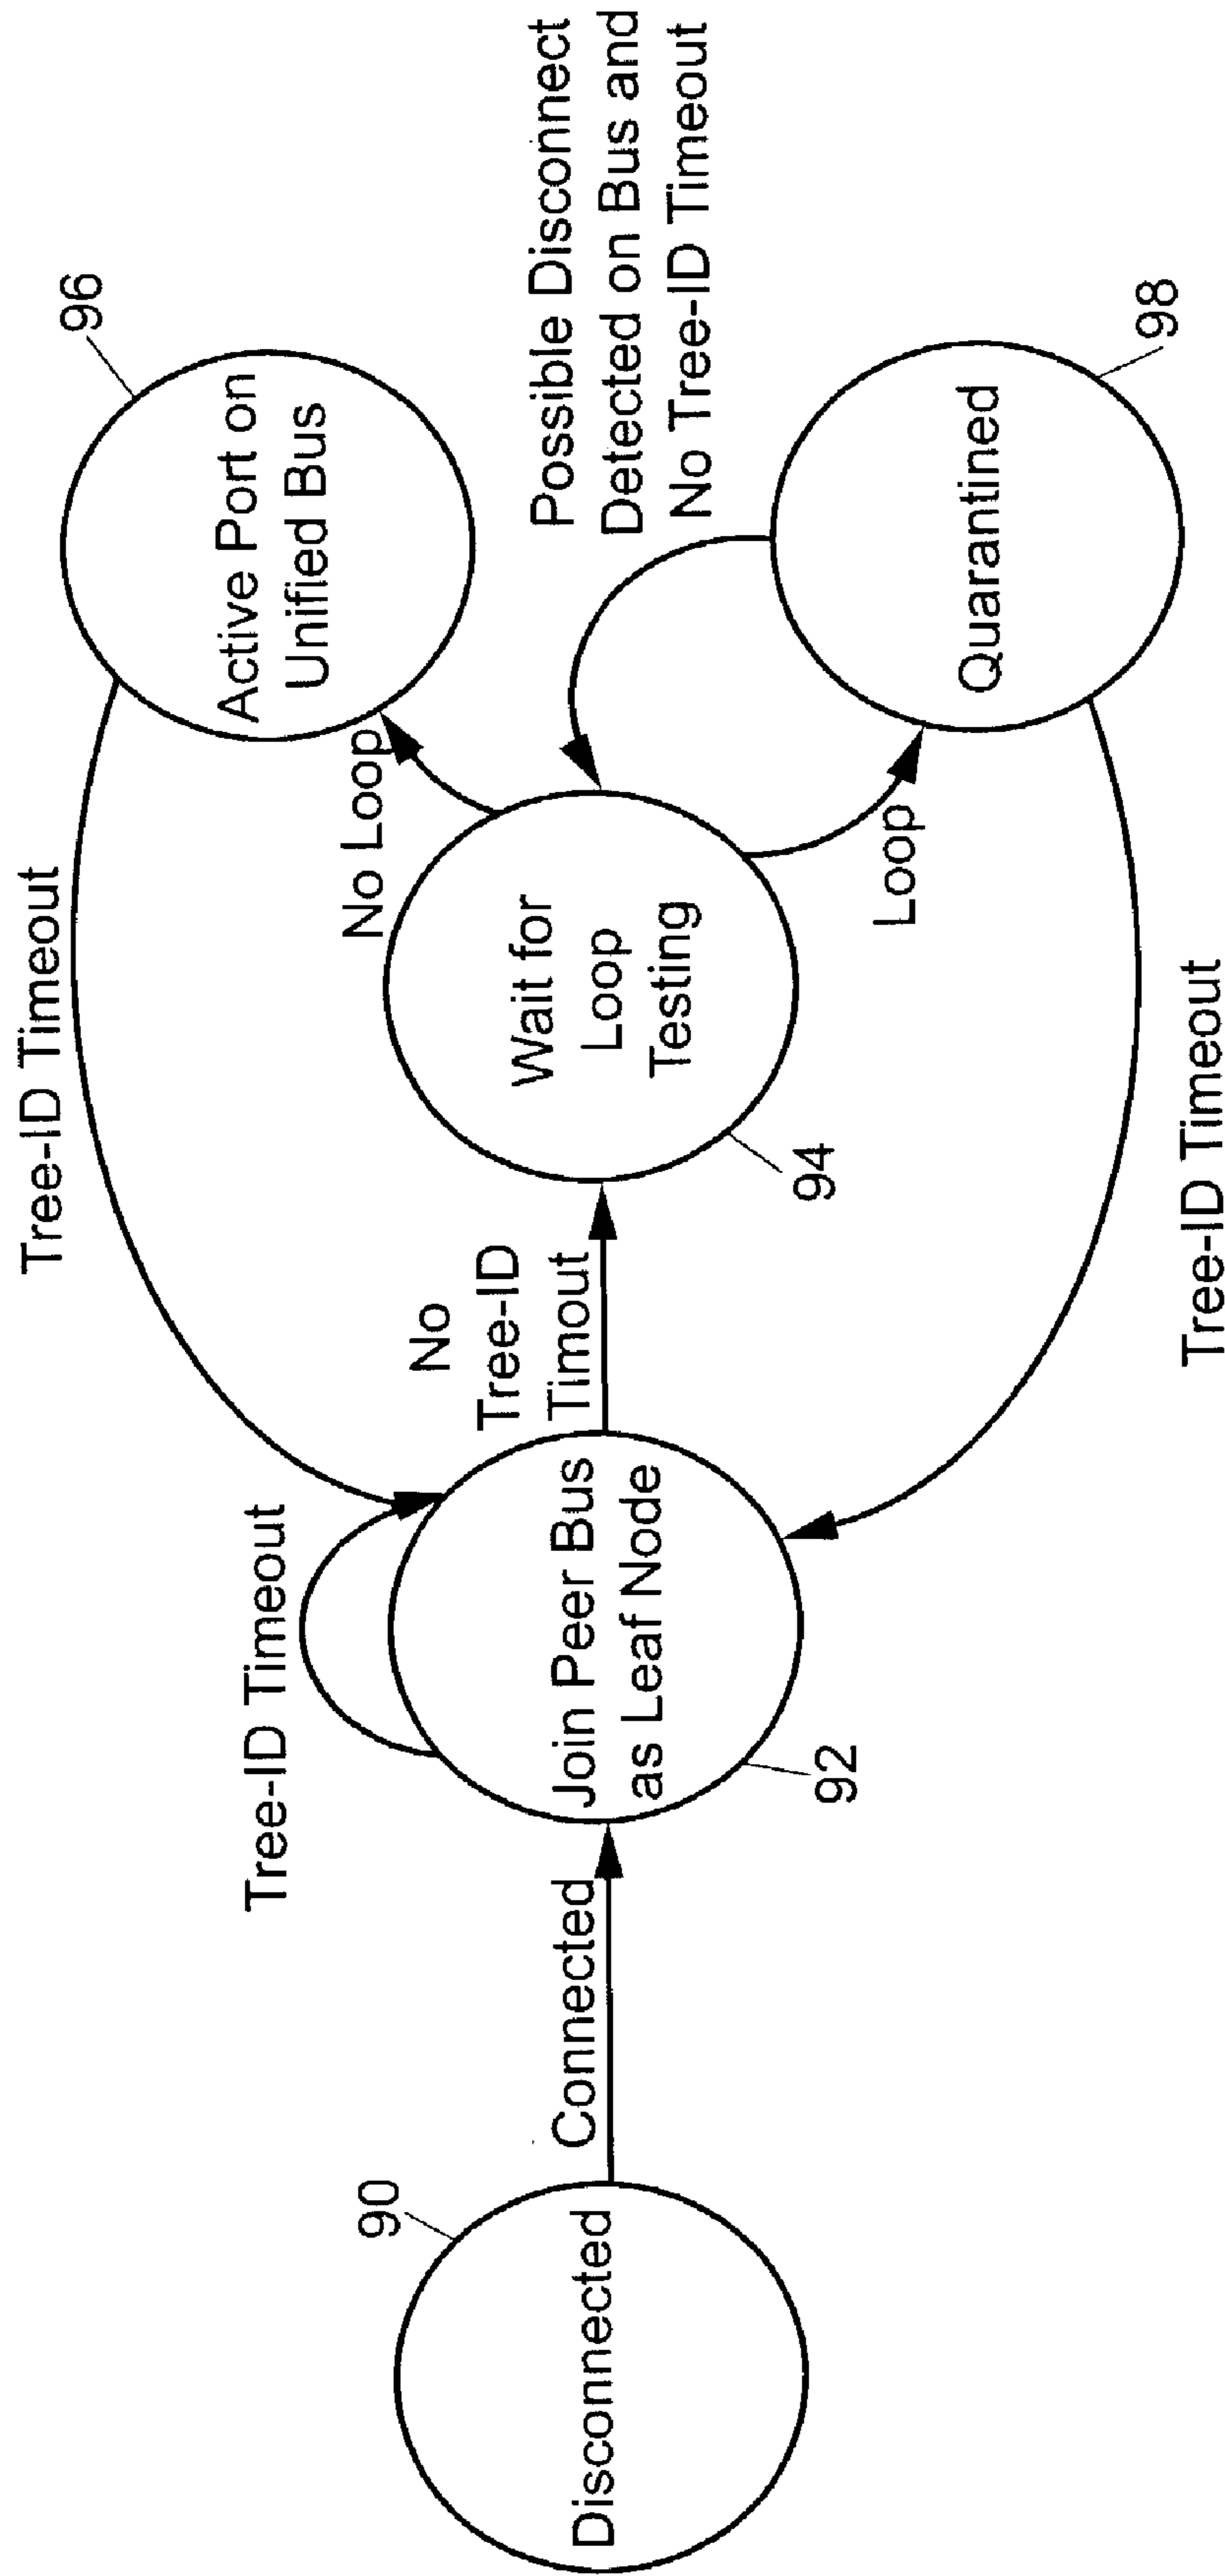 Disconnected
90
Connected
Join Peer Bus
as Leaf Node
92
Tree-ID Timeout
No
Tree-ID
Timout
Wait for
Loop
Testing
94
Tree-ID Timeout
No Loop
Active Port on
Unified Bus
96
Loop
Possible Disconnect
Detected on Bus and
No Tree-ID Timeout
Quarantined
98
Tree-ID Timeout